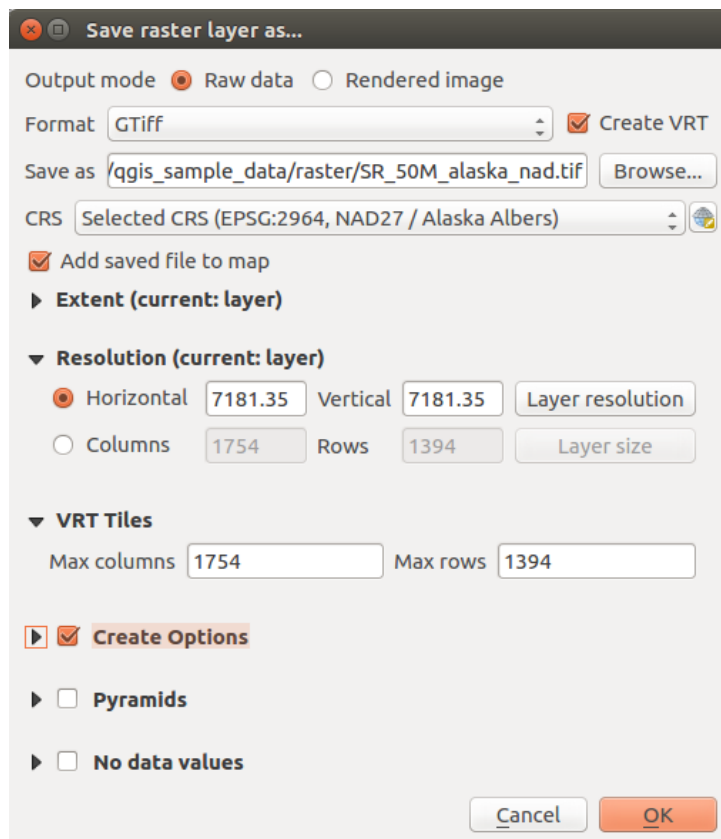 Save raster layer as...
Output mode Raw data Rendered image
Format GTiff Create VRT
Save as /qgis_sample_data/raster/SR_50M_alaska_nad.tif Browse...
CRS Selected CRS (EPSG:2964, NAD27 / Alaska Albers)
Add saved file to map
Extent (current: layer)
Resolution (current: layer)
Horizontal 7181.35 Vertical 7181.35 Layer resolution
Columns 1754 Rows 1394 Layer size
VRT Tiles
Max columns 1754 Max rows 1394
Create Options
Pyramids
No data values
Cancel OK